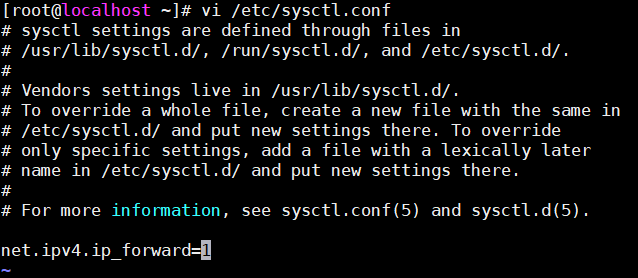 [root@localhost ~]# vi /etc/sysctl.conf
# sysctl settings are defined through files in
# /usr/lib/sysctl.d/, /run/sysctl.d/, and /etc/sysctl.d/.
#
# Vendors settings live in /usr/lib/sysctl.d/.
# To override a whole file, create a new file with the same in
# /etc/sysctl.d/ and put new settings there. To override
# only specific settings, add a file with a lexically later
# name in /etc/sysctl.d/ and put new settings there.
#
# For more information, see sysctl.conf(5) and sysctl.d(5).
net.ipv4.ip_forward=1
~